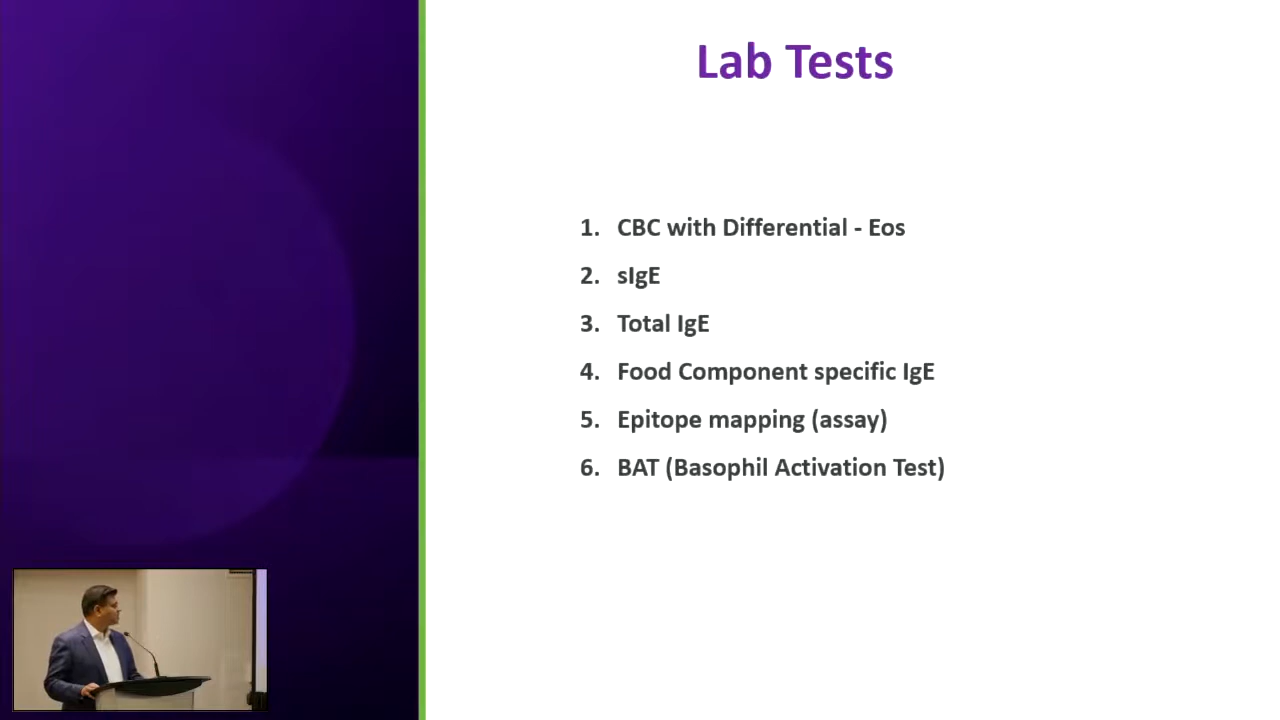 Lab Tests
1. CBC with Differential - Eos
2. sIgE
3. Total IgE
4. Food Component specific IgE
5. Epitope mapping (assay)
6. BAT (Basophil Activation Test)